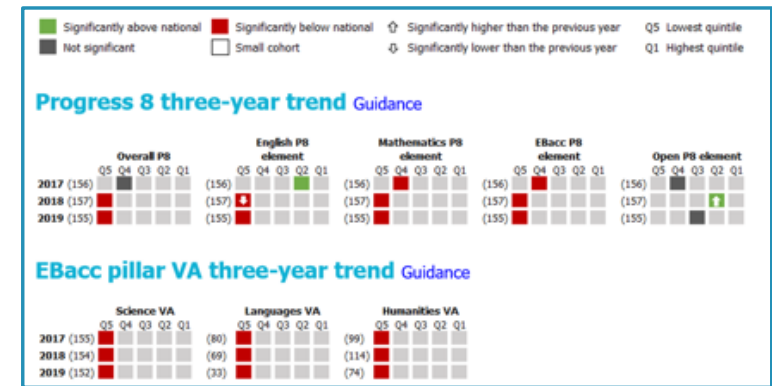 Significantly above national Significantly below national Significantly higher than the previous year Q5 Lowest quintile
Not significant Small cohort Significantly lower than the previous year Q1 Highest quintile
Progress 8 three-year trend Guidance
Overall P8
English P8
element
Mathematics P8
element
EBacc P8
element
Open P8 element
Q5 Q4 Q3 Q2 Q1 Q5 Q4 Q3 Q2 Q1 Q5 Q4 Q3 Q2 Q1 Q5 Q4 Q3 Q2 Q1 Q5 Q4 Q3 Q2 Q1
2017 (156) (156) (156) (156) (156)
2018 (157) (157) (157) (157) (157)
2019 (155) (155) (155) (155) (155)
EBacc pillar VA three-year trend Guidance
Science VA Languages VA Humanities VA
Q5 Q4 Q3 Q2 Q1 Q5 Q4 Q3 Q2 Q1 Q5 Q4 Q3 Q2 Q1
2017 (155) (80) (99)
2018 (154) (69) (114)
2019 (152) (33) (74)